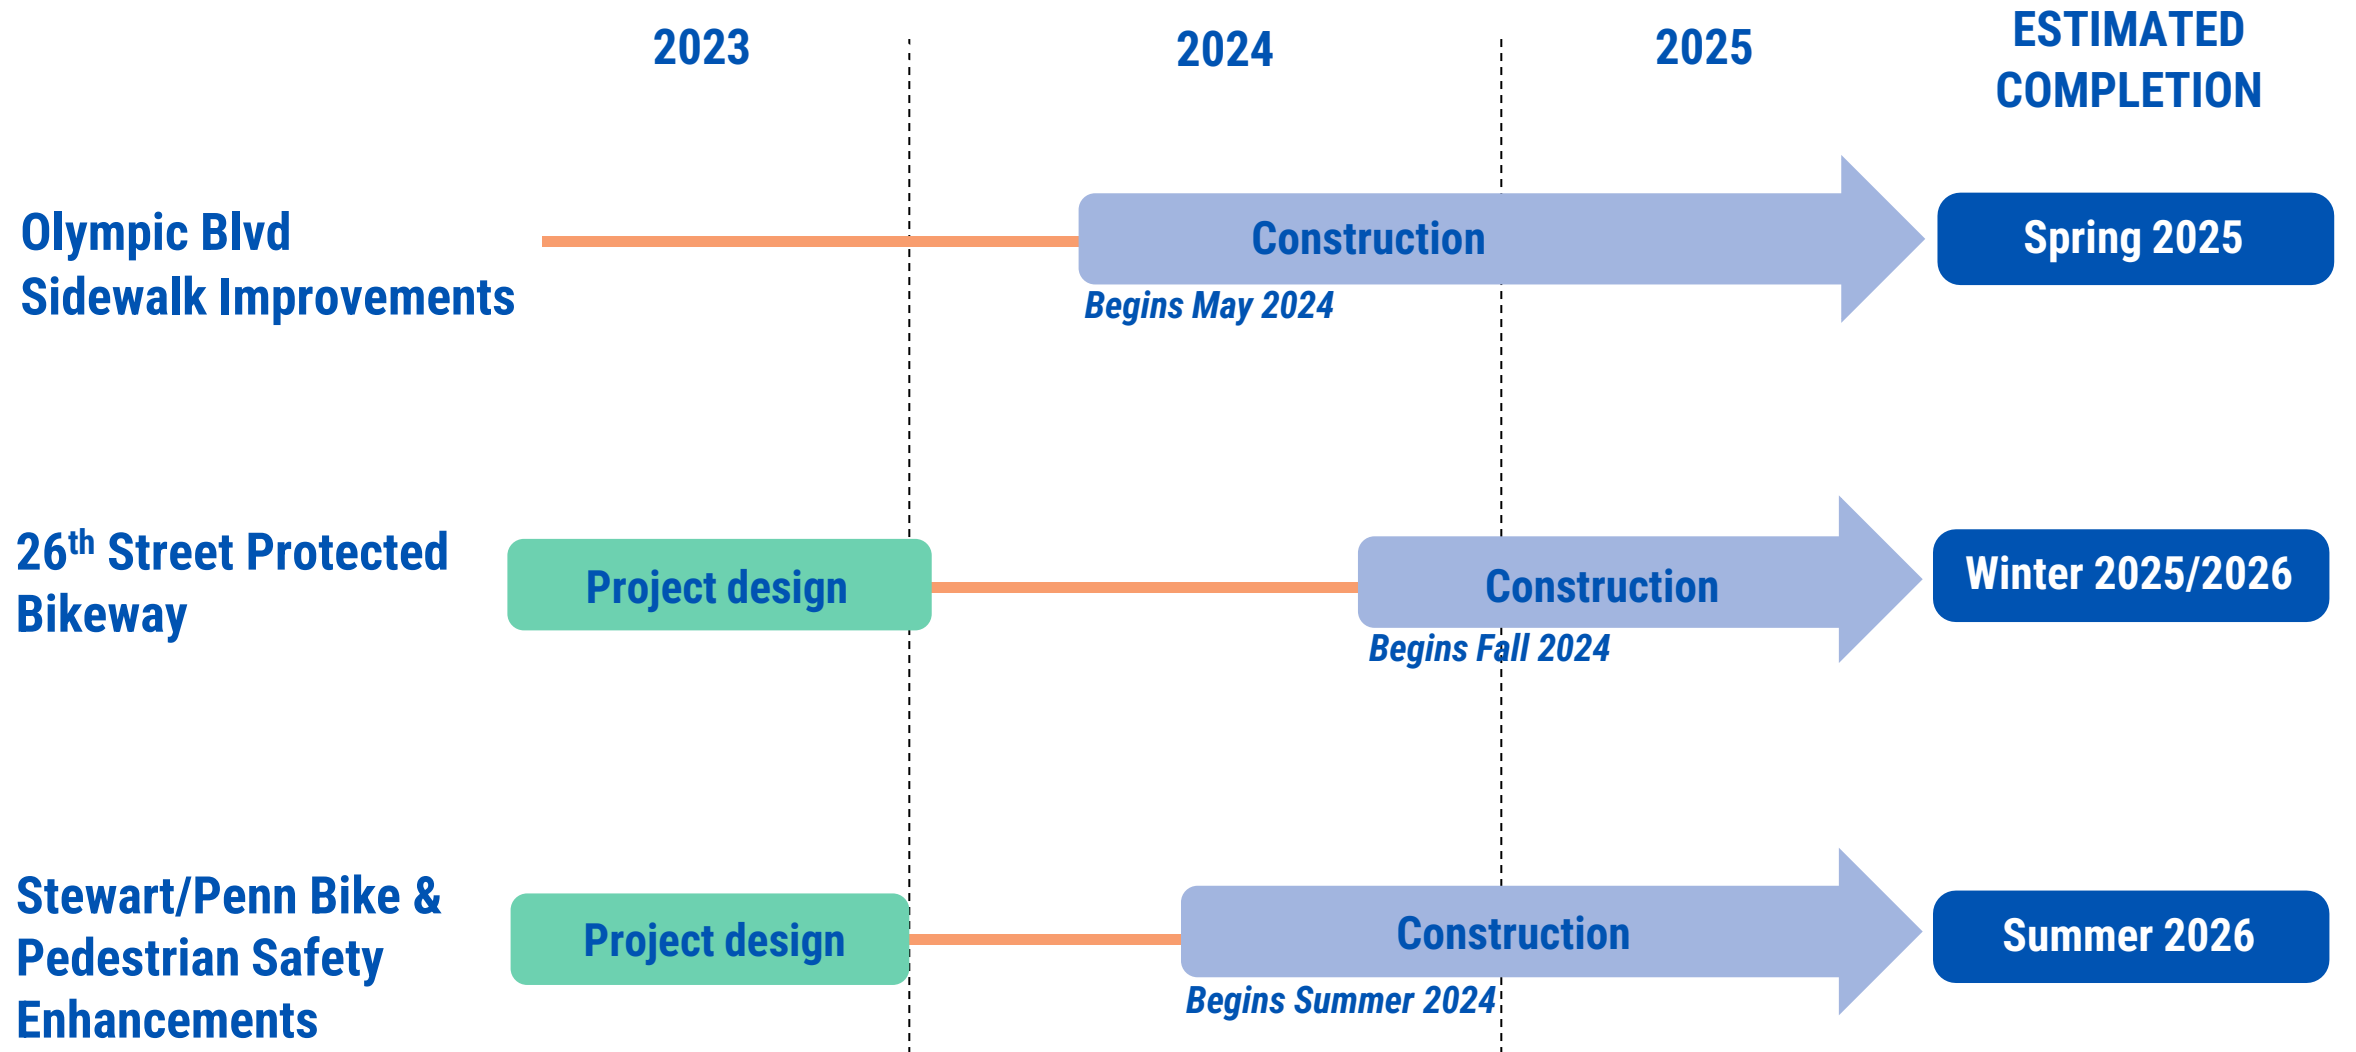 2023
2024
2025
ESTIMATED
COMPLETION
Olympic Blvd
Sidewalk Improvements
Construction
Begins May 2024
Spring 2025
26th Street Protected
Bikeway
Project design
Construction
Begins Fall 2024
Winter 2025/2026
Stewart/Penn Bike &
Pedestrian Safety
Enhancements
Project design
Construction
Begins Summer 2024
Summer 2026